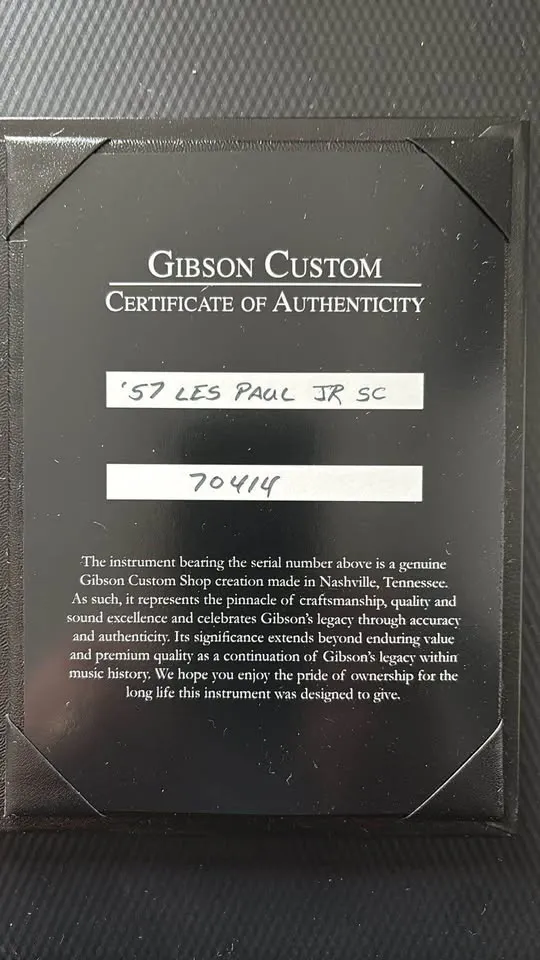 GIBSON CUSTOM
CERTIFICATE OF AUTHENTICITY
'57 LES PAUL JR SC
70414
The instrument bearing the serial number above is a genuine
Gibson Custom Shop creation made in Nashville, Tennessee.
As such, it represents the pinnacle of craftsmanship, quality and
sound excellence and celebrates Gibson's legacy through accuracy
and authenticity. Its significance extends beyond enduring value
and premium quality as a continuation of Gibson's legacy within
music history. We hope you enjoy the pride of ownership for the
long life this instrument was designed to give.